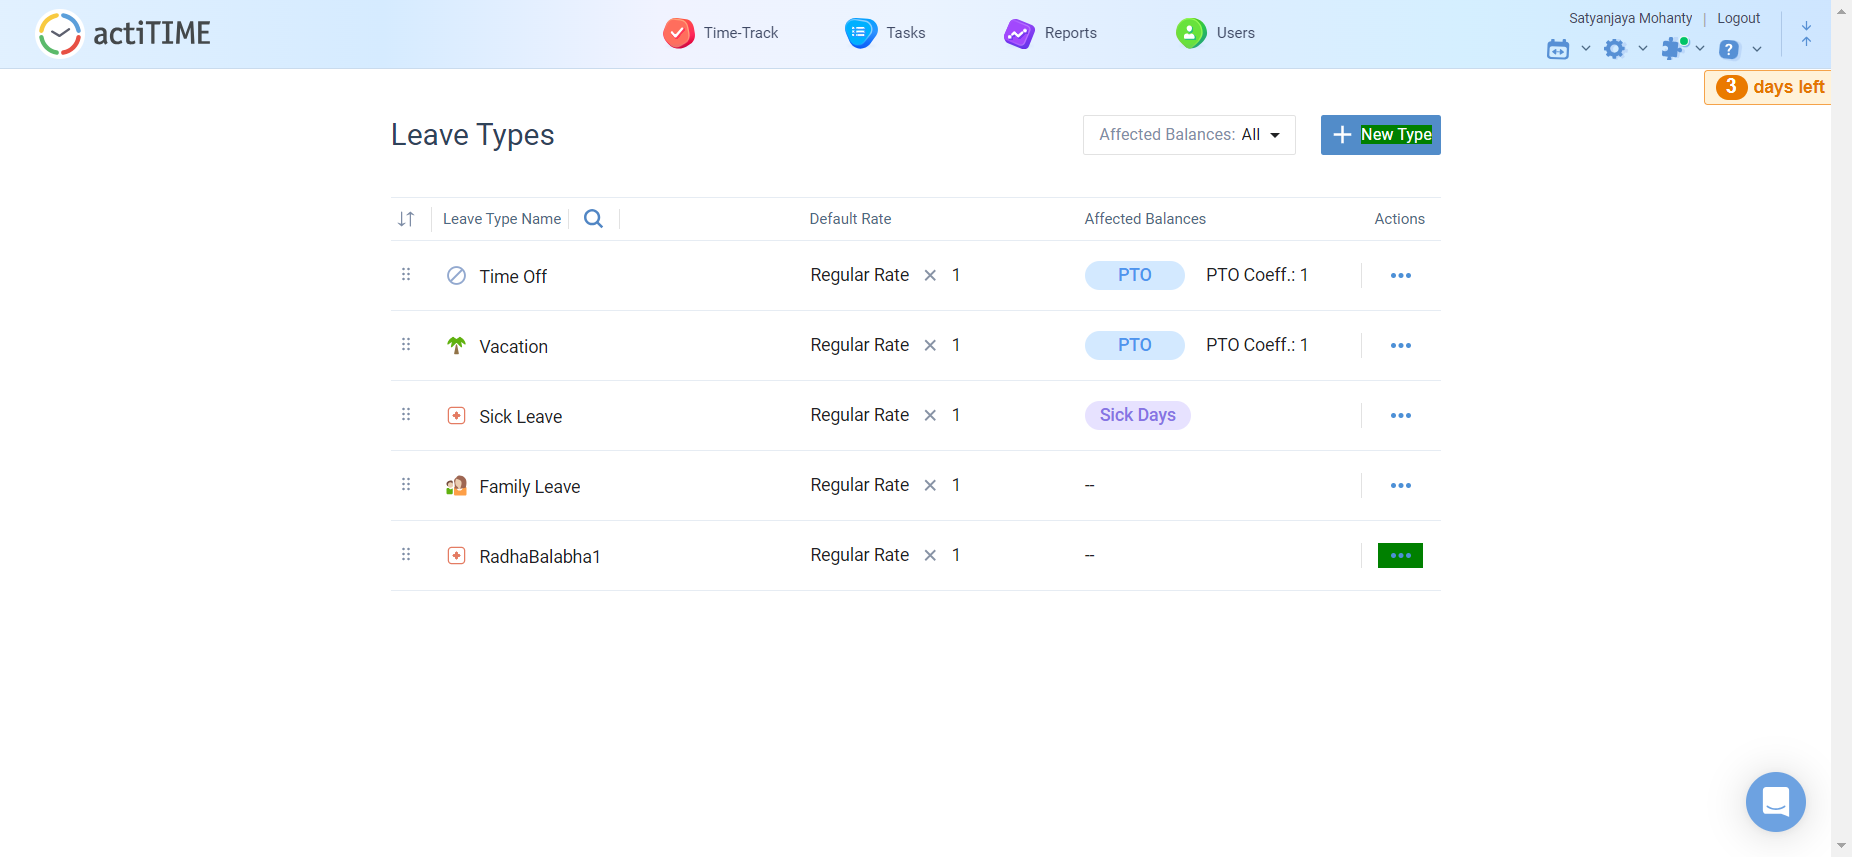 actiTIME
Time-Track
Tasks
Reports
Users
Satyanjaya Mohanty | Logout
?
3 days left
Leave Types
Affected Balances: All
New Type
Leave Type Name
Default Rate
Affected Balances
Actions
Time Off Regular Rate × 1 PTO PTO Coeff.: 1
Vacation Regular Rate × 1 PTO PTO Coeff.: 1
Sick Leave Regular Rate × 1 Sick Days
Family Leave Regular Rate × 1 --
RadhaBalabha1 Regular Rate × 1 --